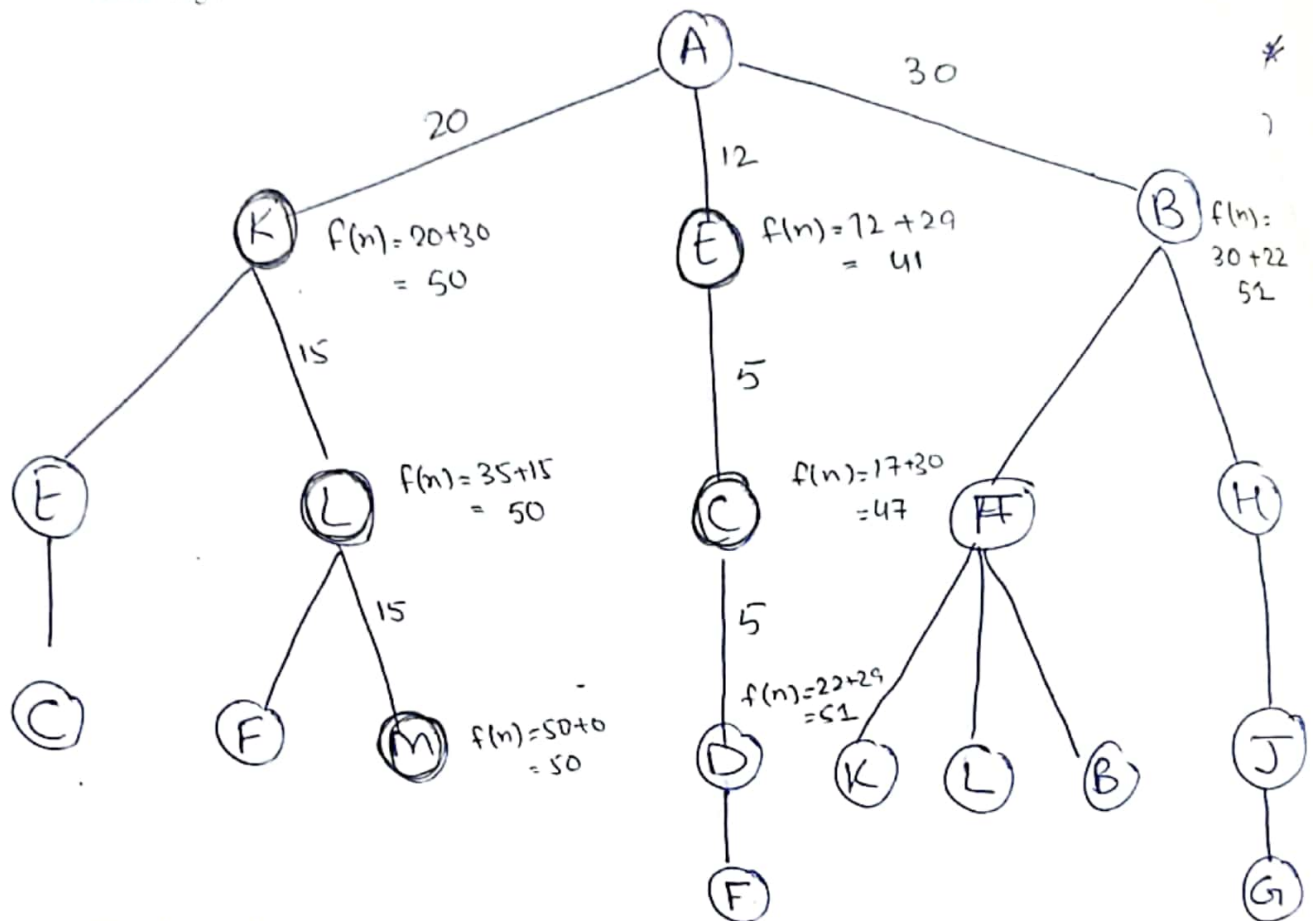 A
*
30
20
12
K
f(n)=20+30
= 50
E
f(n)=12+29
= 41
B
f(n)=
30+22
52
15
5
E
L
f(n)=35+15
= 50
C
f(n)=17+30
=47
H
15
5
C
F
M
f(n)=50+0
=50
f(n)=22+29
=51
D
K
L
B
J
F
G